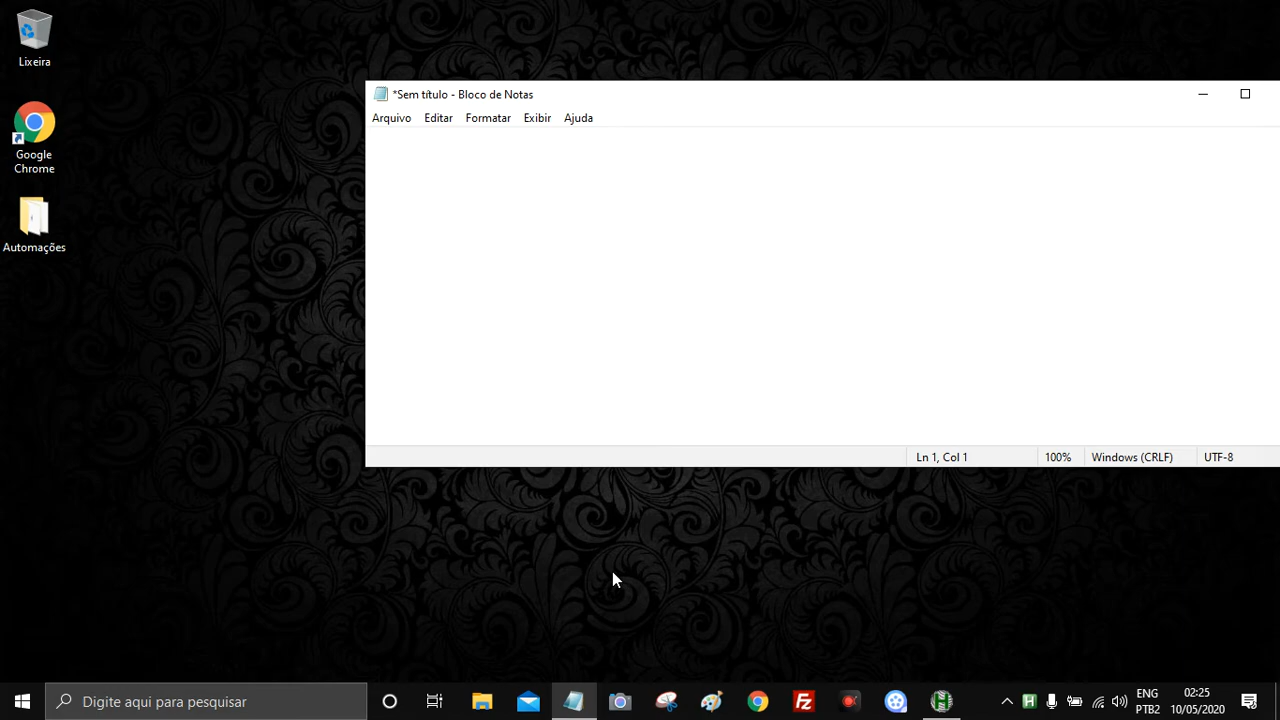 Lixeira
Google
Chrome
Automações
*Sem título - Bloco de Notas
Arquivo Editar Formatar Exibir Ajuda
Ln 1, Col 1 100% Windows (CRLF) UTF-8
Digite aqui para pesquisar
Fz
H
ENG
PTB2
02:25
10/05/2020